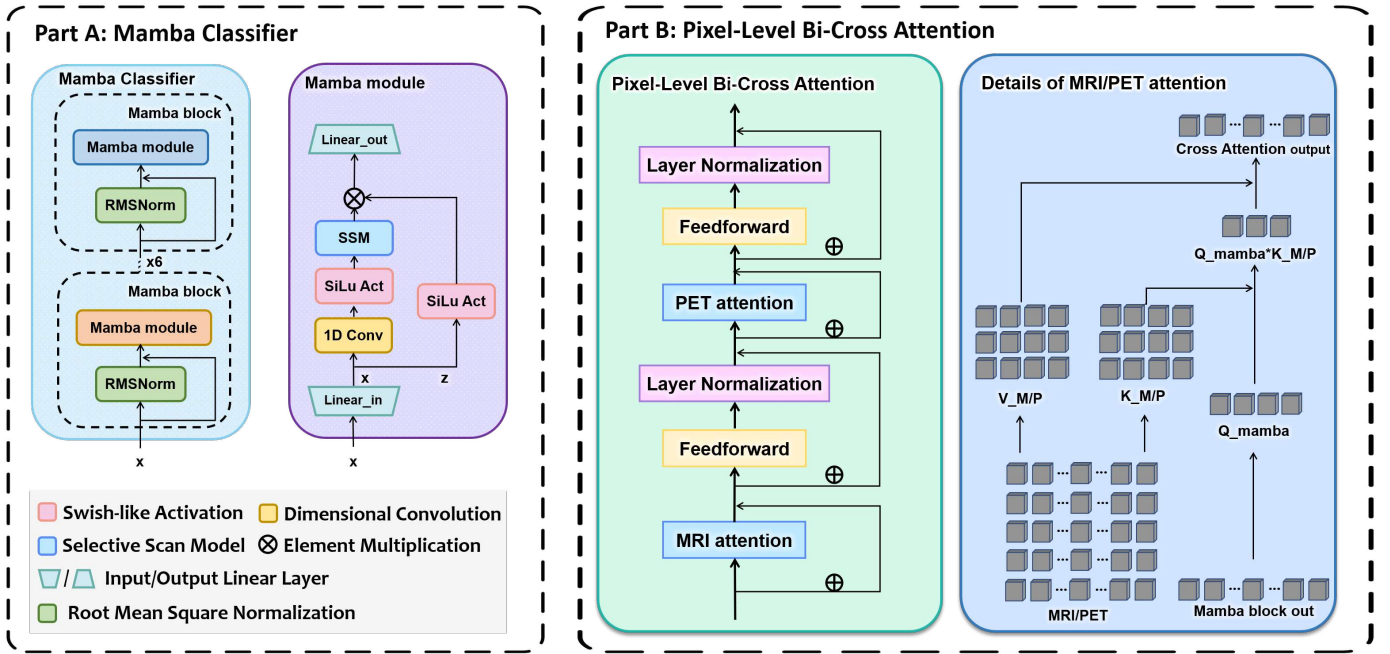 Part A: Mamba Classifier
Mamba Classifier
Mamba block
Mamba module
RMSNorm
x6
Mamba block
Mamba module
RMSNorm
x
Mamba module
Linear_out
SSM
SiLu Act
SiLu Act
1D Conv
x
z
Linear_in
x
Swish-like Activation
Dimensional Convolution
Selective Scan Model
Element Multiplication
/
Input/Output Linear Layer
Root Mean Square Normalization
Part B: Pixel-Level Bi-Cross Attention
Pixel-Level Bi-Cross Attention
Layer Normalization
Feedforward
PET attention
Layer Normalization
Feedforward
MRI attention
Details of MRI/PET attention
Cross Attention output
Q_mamba*K_M/P
V_M/P
K_M/P
Q_mamba
MRI/PET
Mamba block out